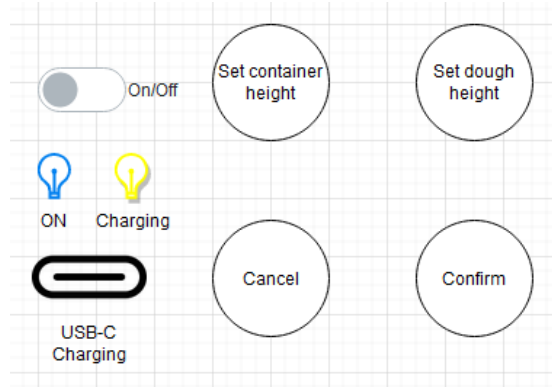 On/Off
Set container
height
Set dough
height
ON
Charging
Cancel
Confirm
USB-C
Charging